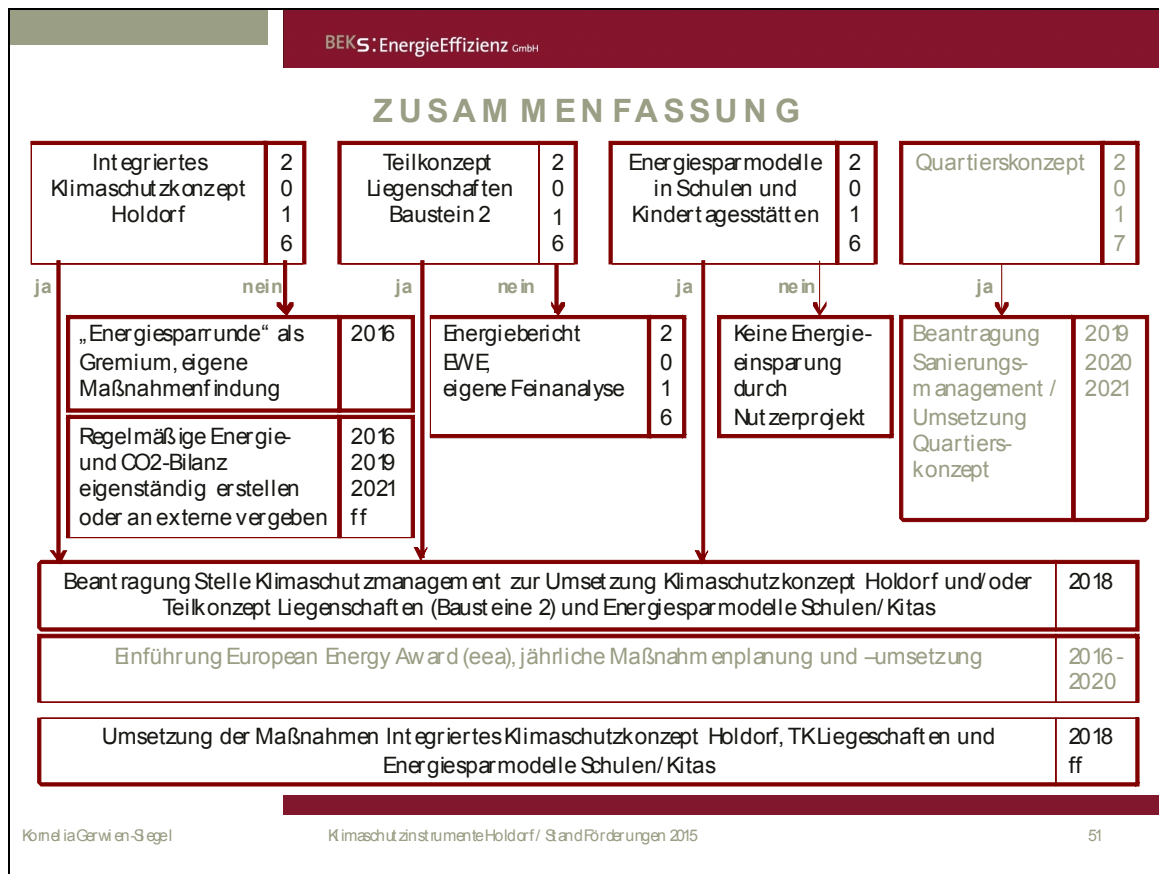 BEKS:EnergieEffizienz GmbH
ZUSAMMENFASSUNG
Integriertes
Klimaschutzkonzept
Holdorf
2
0
1
6
Teilkonzept
Liegenschaften
Baustein 2
2
0
1
6
Energiesparmodelle
in Schulen und
Kindertagesstätten
2
0
1
6
Quartierskonzept
2
0
1
7
ja
nein
ja
nein
ja
nein
ja
„Energiesparrunde“ als
Gremium, eigene
Maßnahmenfindung
2016
Regelmäßige Energie-
und CO2-Bilanz
eigenständig erstellen
oder an externe vergeben
2016
2019
2021
ff
Energiebericht
EWE,
eigene Feinanalyse
2
0
1
6
Keine Energie-
einsparung
durch
Nutzerprojekt
Beantragung
Sanierungs-
management /
Umsetzung
Quartiers-
konzept
2019
2020
2021
Beantragung Stelle Klimaschutzmanagement zur Umsetzung Klimaschutzkonzept Holdorf und/oder
Teilkonzept Liegenschaften (Bausteine 2) und Energiesparmodelle Schulen/Kitas
2018
Einführung European Energy Award (eea), jährliche Maßnahmenplanung und –umsetzung
2016-
2020
Umsetzung der Maßnahmen Integriertes Klimaschutzkonzept Holdorf, TK Liegeschaften und
Energiesparmodelle Schulen/Kitas
2018
ff
Kornelia Gerwien-Siegel
Klimaschutzinstrumente Holdorf / Stand Förderungen 2015
51